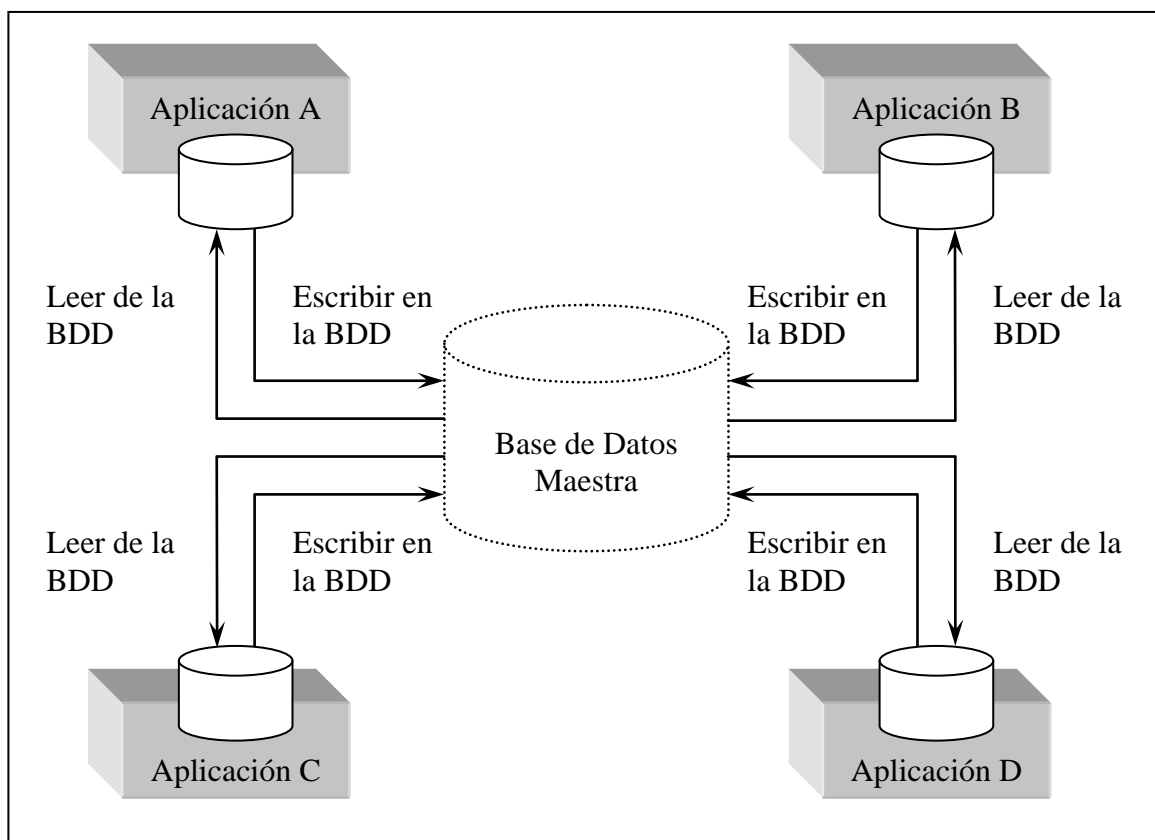 Aplicación A
Aplicación B
Leer de la
BDD
Escribir en
la BDD
Escribir en
la BDD
Leer de la
BDD
Base de Datos
Maestra
Leer de la
BDD
Escribir en
la BDD
Escribir en
la BDD
Leer de la
BDD
Aplicación C
Aplicación D